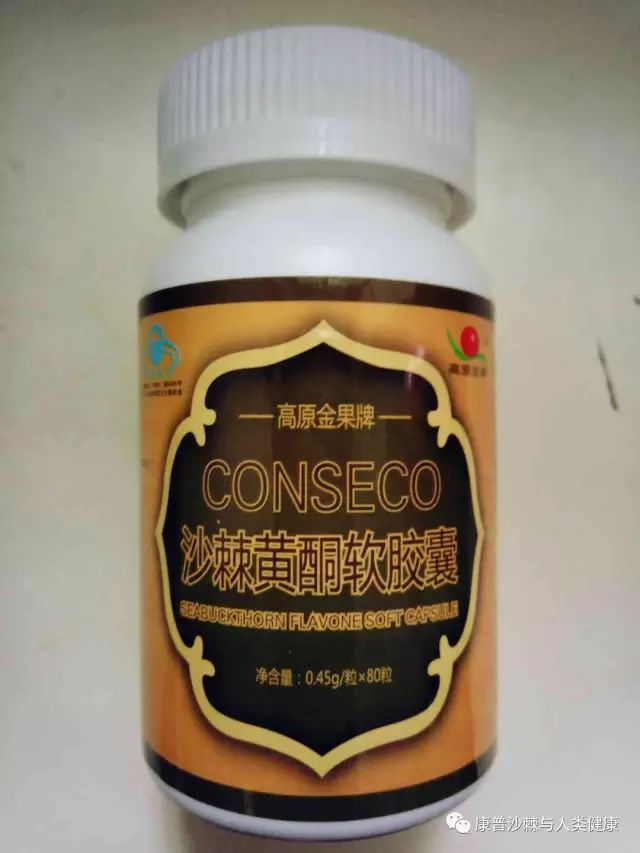 高原金果牌
CONSECO
沙棘黄酮软胶囊
SEABUCKTHORN FLAVONE SOFT CAPSULE
净含量：0.45g/粒×80粒
康普沙棘与人类健康